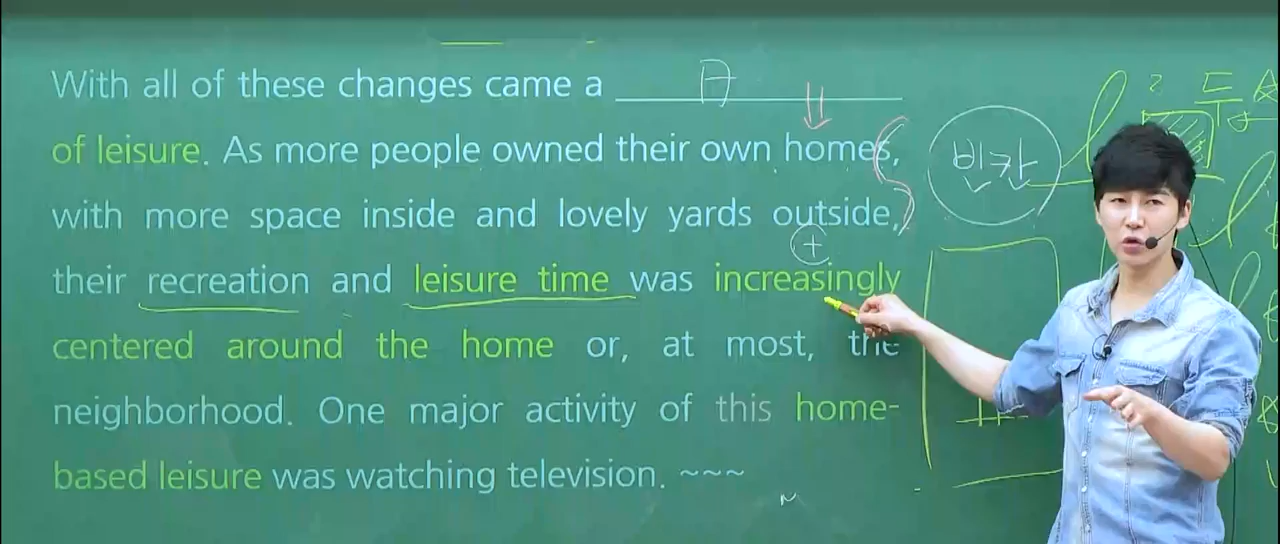 With all of these changes came a ____________
of leisure. As more people owned their own homes,
with more space inside and lovely yards outside,
their recreation and leisure time was increasingly
centered around the home or, at most, the
neighborhood. One major activity of this home-
based leisure was watching television. ~~~
빈칸